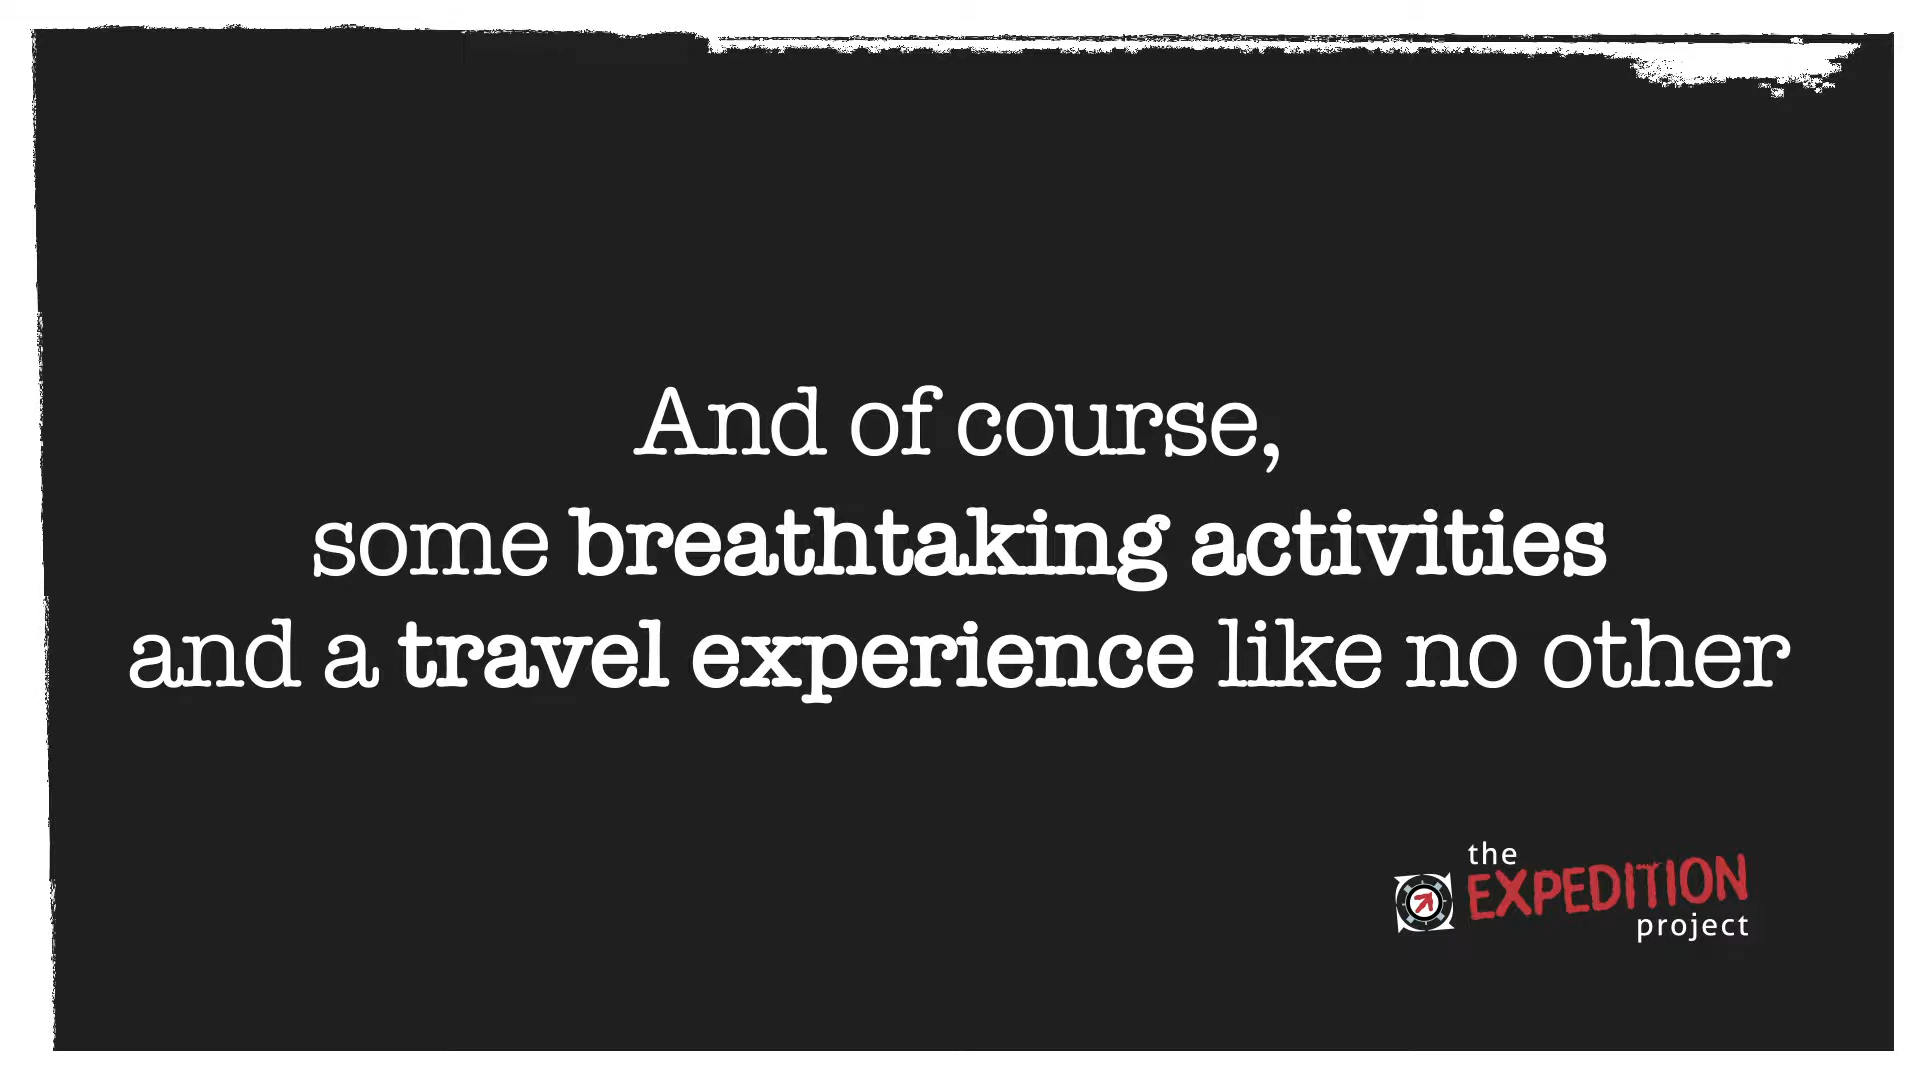 And of course,
some breathtaking activities
and a travel experience like no other
the
EXPEDITION
project